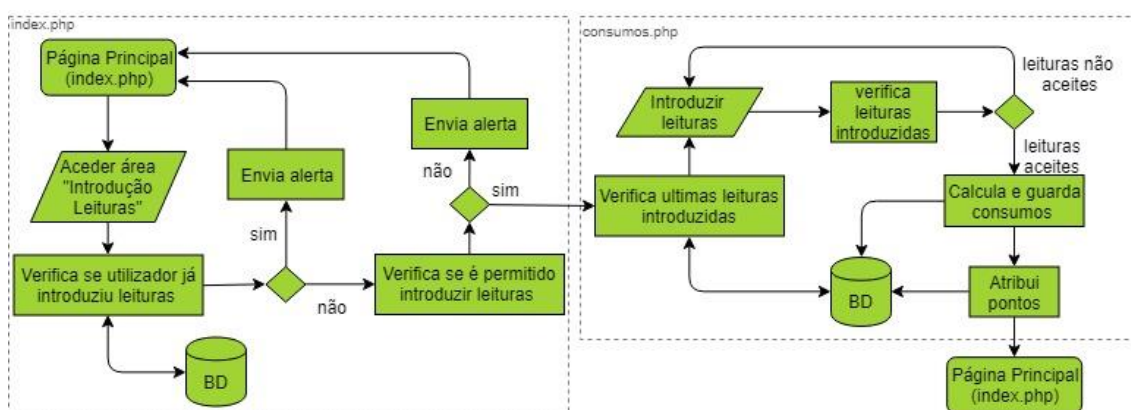 index.php
Página Principal
(index.php)
Aceder área
"Introdução
Leituras"
Verifica se utilizador já
introduziu leituras
BD
sim
não
Envia alerta
Verifica se é permitido
introduzir leituras
não
sim
Envia alerta
consumos.php
Verifica ultimas leituras
introduzidas
Introduzir
leituras
verifica
leituras
introduzidas
leituras não
aceites
leituras
aceites
Calcula e guarda
consumos
BD
Atribui
pontos
Página Principal
(index.php)